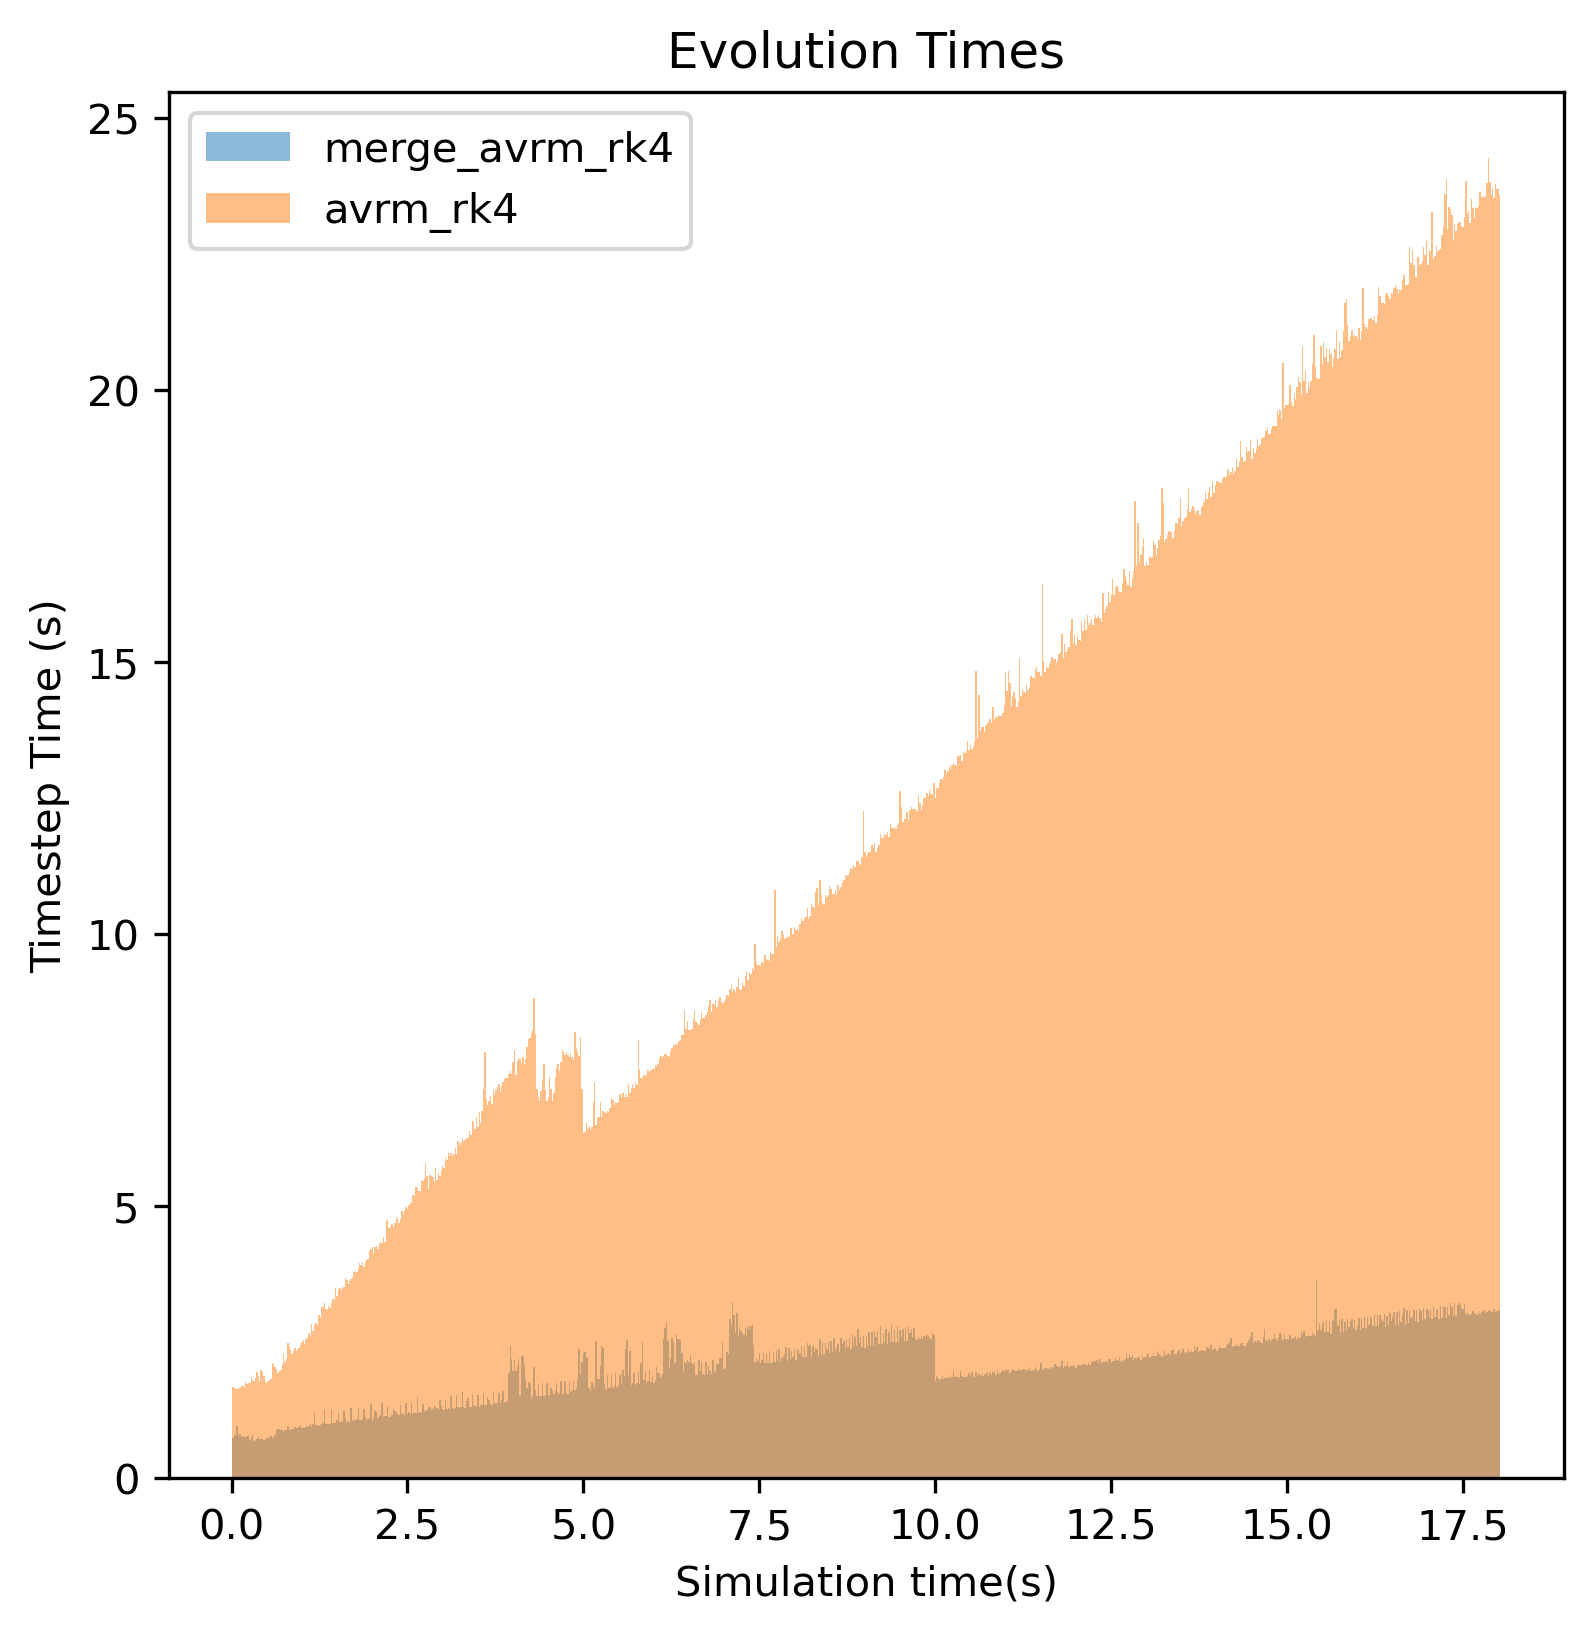 Evolution Times
merge_avrm_rk4
avrm_rk4
25
20
15
10
5
0
Timestep Time (s)
0.0 2.5 5.0 7.5 10.0 12.5 15.0 17.5
Simulation time(s)